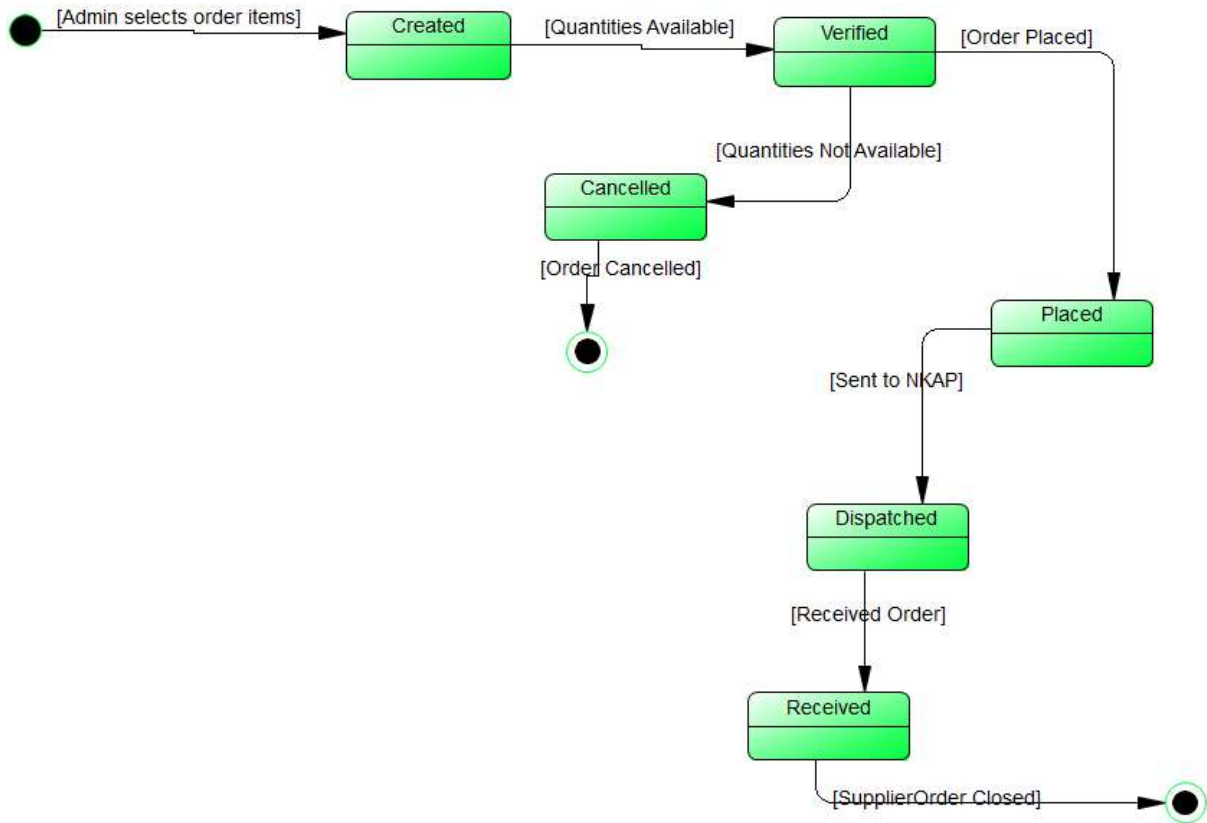 [Admin selects order items]
Created
[Quantities Available]
Verified
[Order Placed]
[Quantities Not Available]
Cancelled
[Order Cancelled]
Placed
[Sent to NKAP]
Dispatched
[Received Order]
Received
[SupplierOrder Closed]